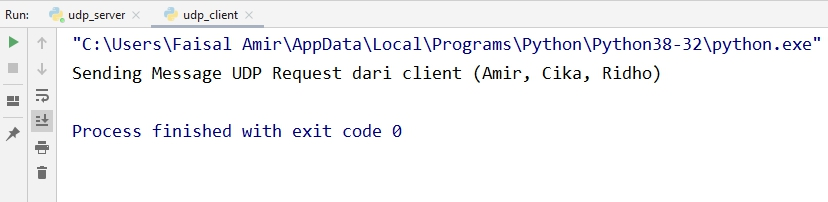 Run: udp_server udp_client
"C:\Users\Faisal Amir\AppData\Local\Programs\Python\Python38-32\python.exe"
Sending Message UDP Request dari client (Amir, Cika, Ridho)
Process finished with exit code 0